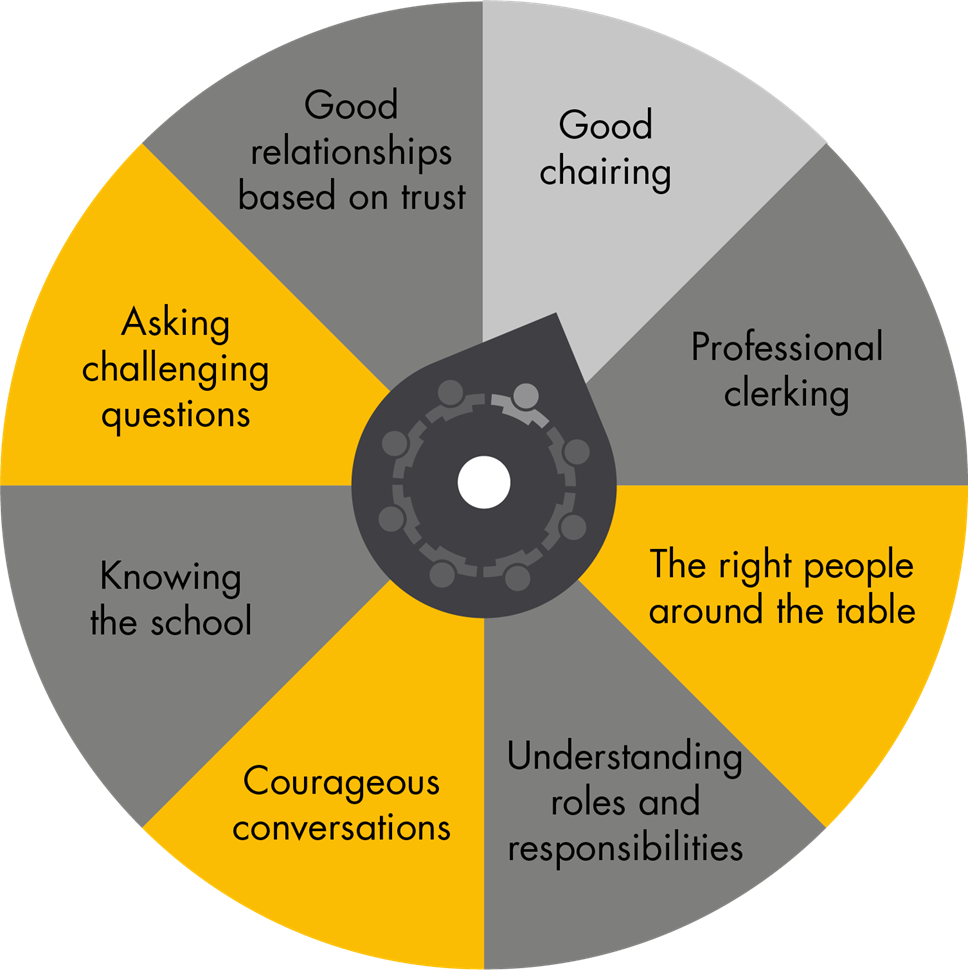 Good
chairing
Professional
clerking
The right people
around the table
Understanding
roles and
responsibilities
Courageous
conversations
Knowing
the school
Asking
challenging
questions
Good
relationships
based on trust